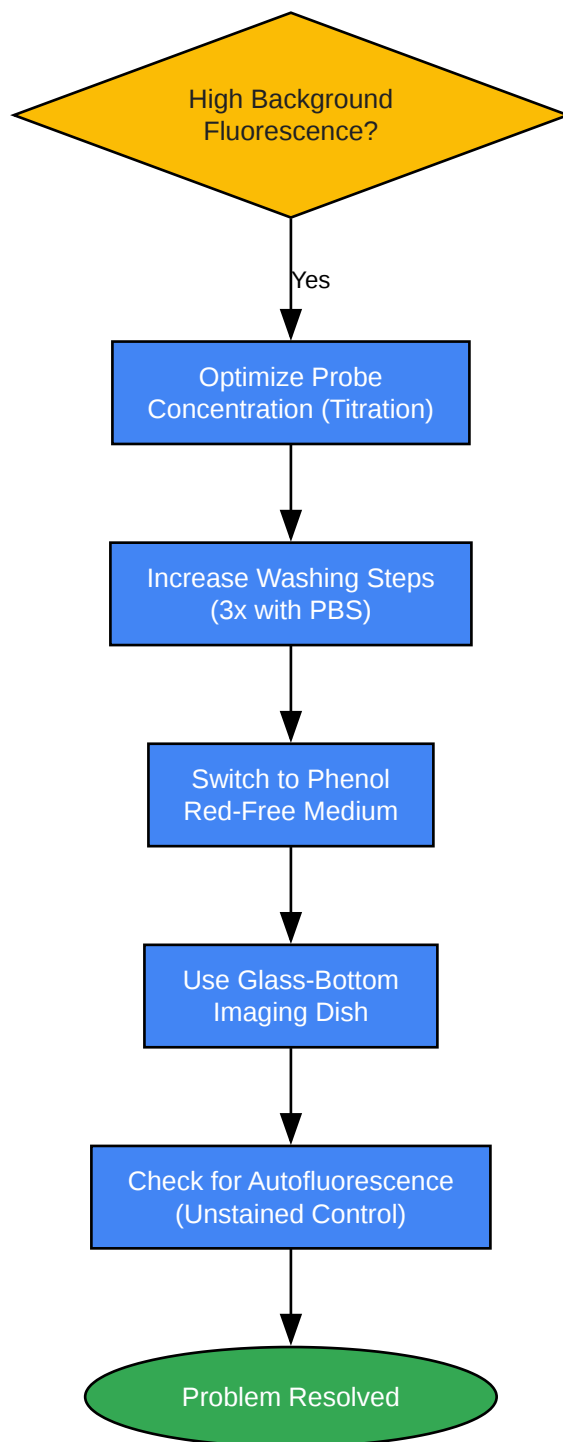 High Background
Fluorescence?
Yes
Optimize Probe
Concentration (Titration)
Increase Washing Steps
(3x with PBS)
Switch to Phenol
Red-Free Medium
Use Glass-Bottom
Imaging Dish
Check for Autofluorescence
(Unstained Control)
Problem Resolved